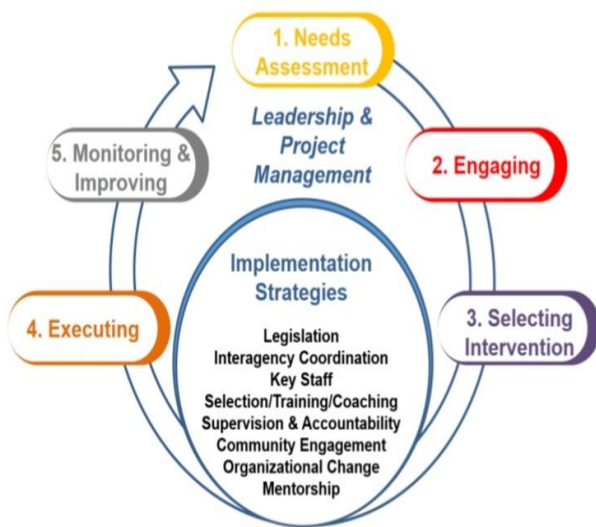 1. Needs
Assessment
Leadership &
Project
Management
2. Engaging
3. Selecting
Intervention
4. Executing
5. Monitoring &
Improving
Implementation
Strategies
Legislation
Interagency Coordination
Key Staff
Selection/Training/Coaching
Supervision & Accountability
Community Engagement
Organizational Change
Mentorship